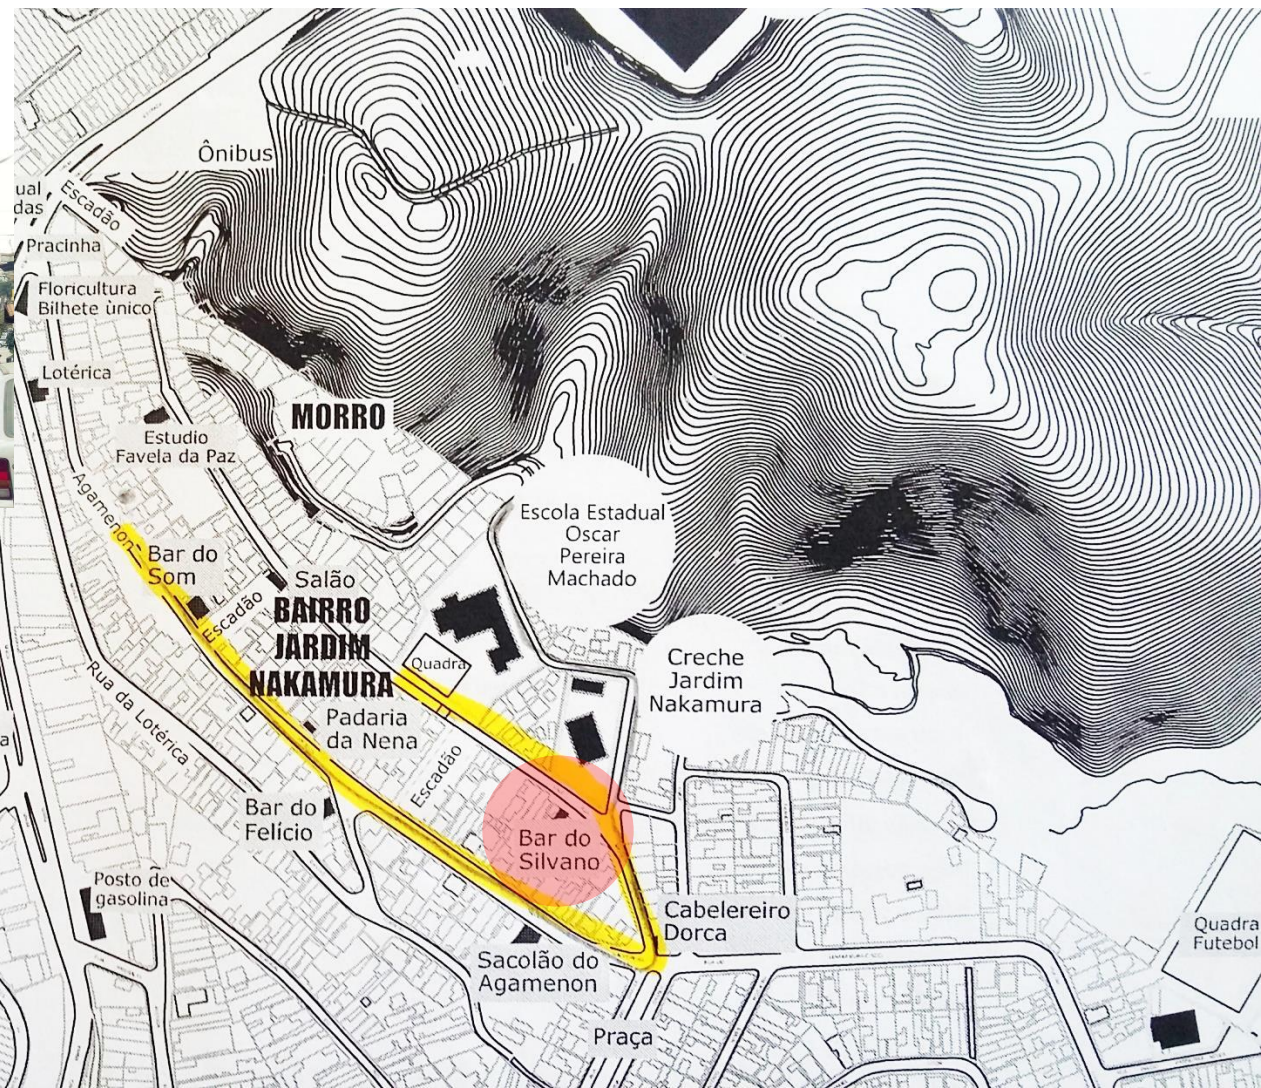 Ônibus
ual
das
Escadão
Pracinha
Floricultura
Bilhete ùnico
Lotérica
MORRO
Estudio
Favela da Paz
Agamenon
Escola Estadual
Oscar
Pereira
Machado
Bar do
Som
Salão
Escadão
BAIRRO
JARDIM
NAKAMURA
Quadra
Creche
Jardim
Nakamura
Rua da Lotérica
Padaria
da Nena
Escadão
a
Bar do
Felício
Bar do
Silvano
Posto de
gasolina
Cabelereiro
Dorca
Quadra
Futebol
Sacolão do
Agamenon
Praça